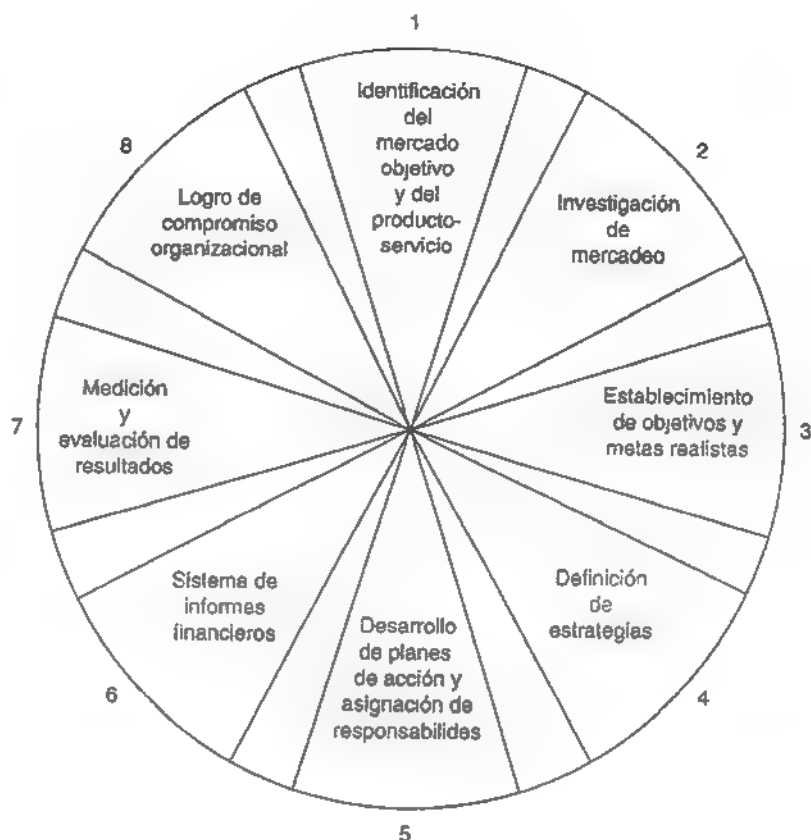 1
Identificación
del
mercado
objetivo
y del
producto-
servicio
2
Investigación
de
mercadeo
3
Establecimiento
de objetivos y
metas realistas
4
Definición
de
estrategias
5
Desarrollo
de planes
de acción y
asignación de
responsabilides
6
Sistema de
informes
financieros
7
Medición
y
evaluación de
resultados
8
Logro de
compromiso
organizacional